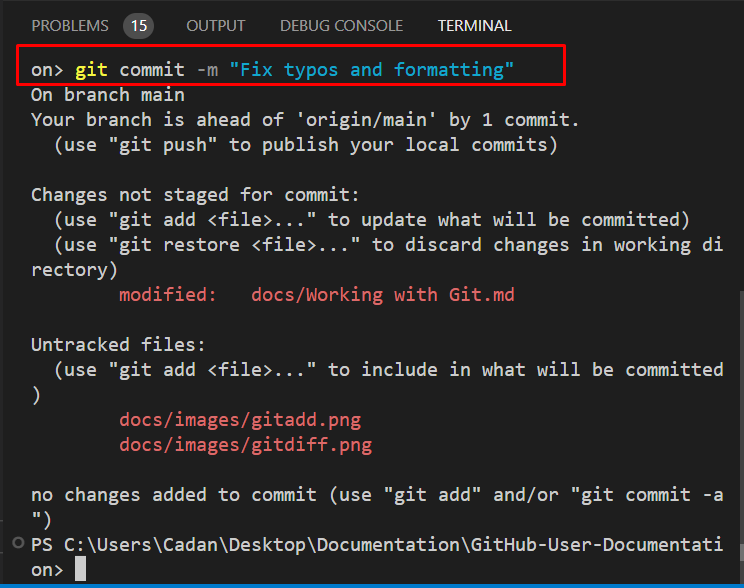 PROBLEMS 15 OUTPUT DEBUG CONSOLE TERMINAL
on> git commit -m "Fix typos and formatting"
On branch main
Your branch is ahead of 'origin/main' by 1 commit.
  (use "git push" to publish your local commits)
Changes not staged for commit:
  (use "git add <file>..." to update what will be committed)
  (use "git restore <file>..." to discard changes in working di
rectory)
        modified:   docs/Working with Git.md
Untracked files:
  (use "git add <file>..." to include in what will be committed
)
        docs/images/gitadd.png
        docs/images/gitdiff.png
no changes added to commit (use "git add" and/or "git commit -a
")
PS C:\Users\Cadan\Desktop\Documentation\GitHub-User-Documentati
on>